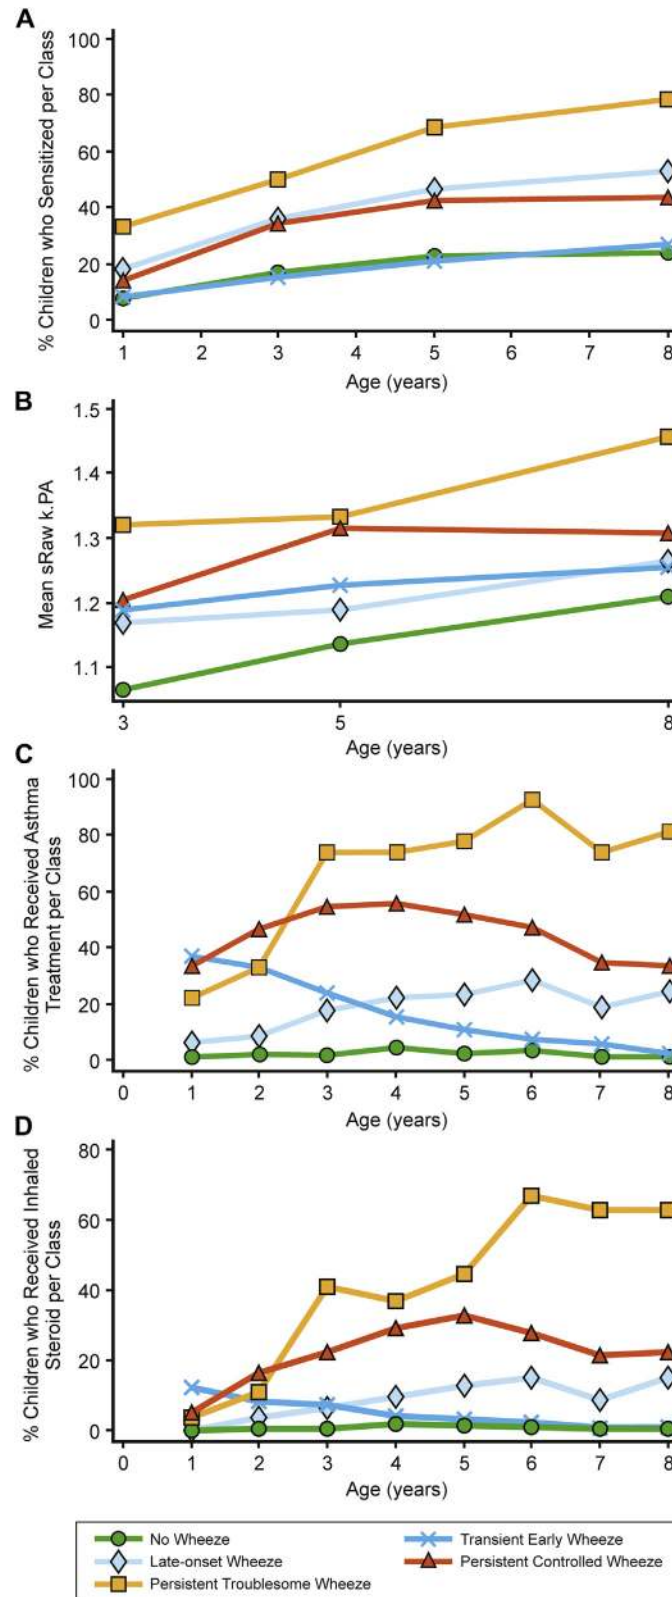 A
% Children who Sensitized per Class
100
80
60
40
20
0
1 2 3 4 5 6 7 8
Age (years)
B
Mean sRaw k.PA
1.5
1.4
1.3
1.2
1.1
3 5 8
Age (years)
C
% Children who Received Asthma
Treatment per Class
100
80
60
40
20
0
0 1 2 3 4 5 6 7 8
Age (years)
D
% Children who Received Inhaled
Steroid per Class
80
60
40
20
0
0 1 2 3 4 5 6 7 8
Age (years)
No Wheeze
Transient Early Wheeze
Late-onset Wheeze
Persistent Controlled Wheeze
Persistent Troublesome Wheeze